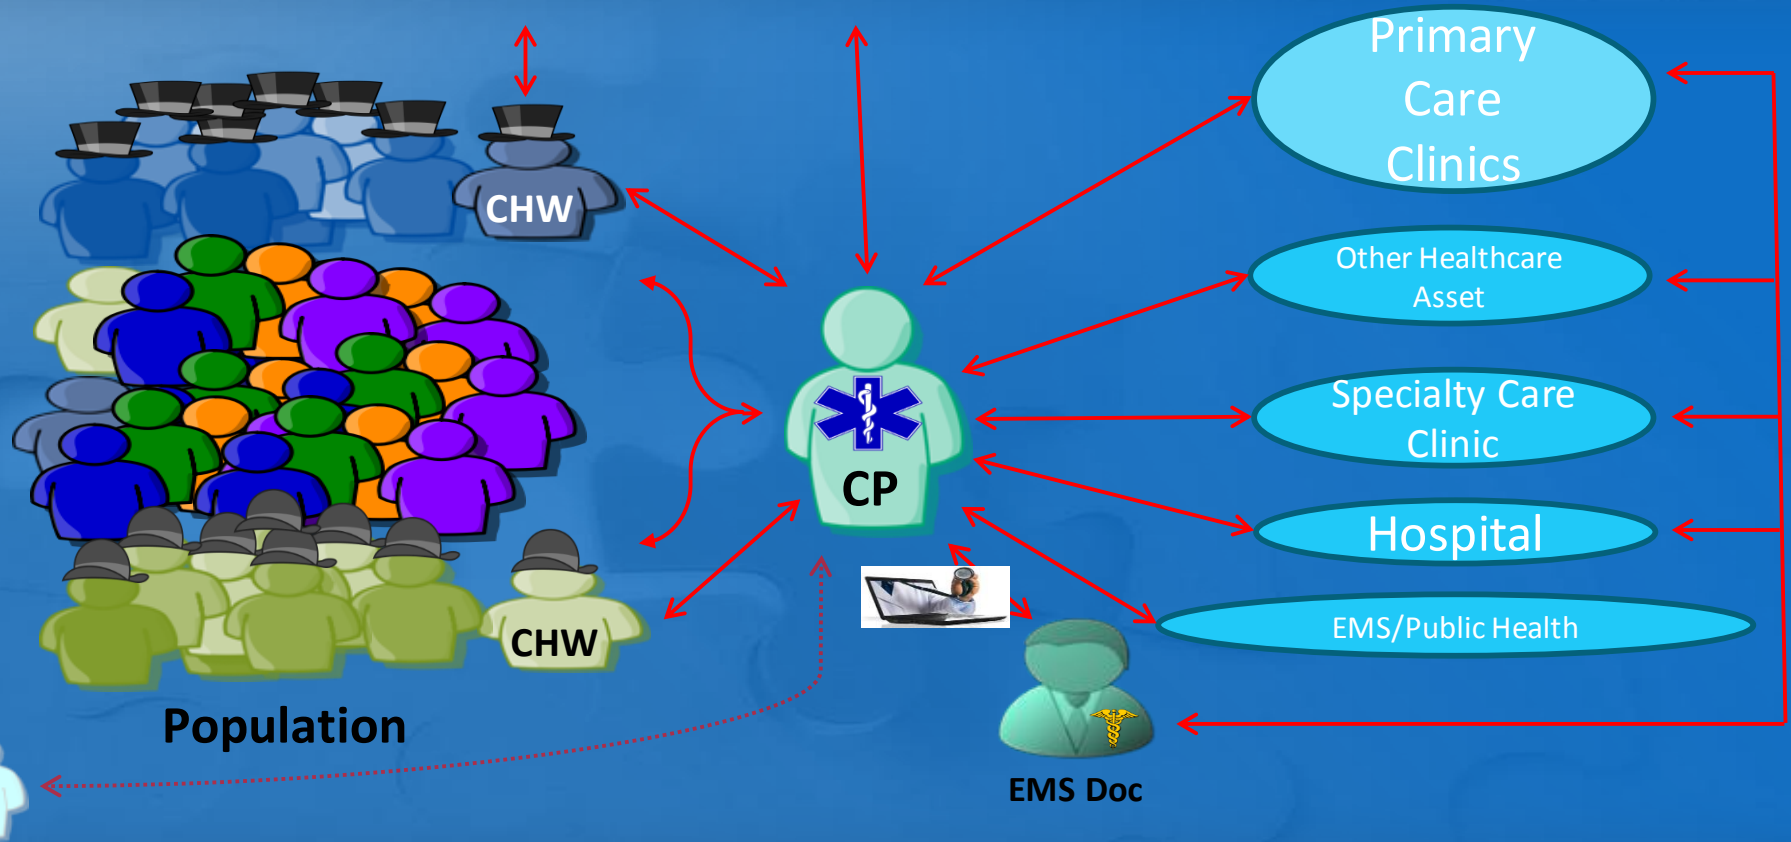 Primary
Care
Clinics
CHW
Other Healthcare
Asset
Specialty Care
Clinic
CP
Hospital
EMS/Public Health
CHW
Population
EMS Doc